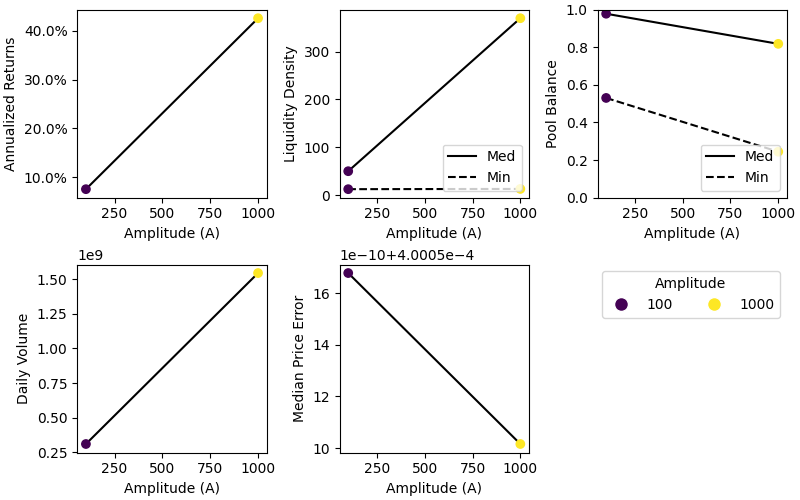 Annualized Returns
40.0%
30.0%
20.0%
10.0%
250 500 750 1000
Amplitude (A)
Liquidity Density
300
200
100
0
Med
Min
250 500 750 1000
Amplitude (A)
Pool Balance
1.0
0.8
0.6
0.4
0.2
0.0
Med
Min
250 500 750 1000
Amplitude (A)
1e9
Daily Volume
1.50
1.25
1.00
0.75
0.50
0.25
250 500 750 1000
Amplitude (A)
1e−10+4.0005e−4
Median Price Error
16
14
12
10
250 500 750 1000
Amplitude (A)
Amplitude
100 1000